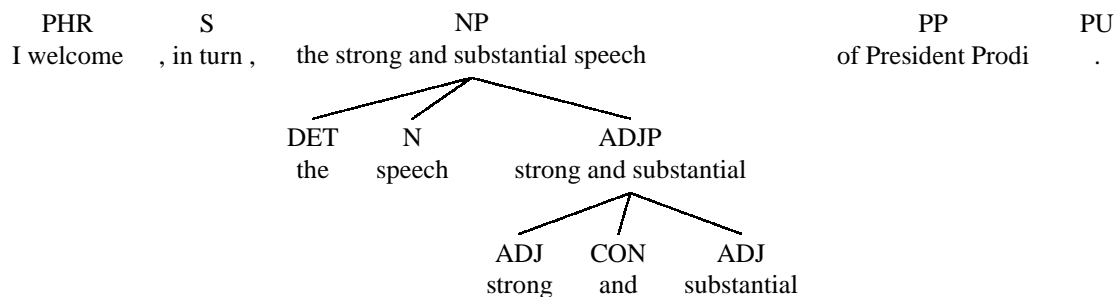 PHR S NP PP PU
I welcome , in turn , the strong and substantial speech of President Prodi .
DET N ADJP
the speech strong and substantial
ADJ CON ADJ
strong and substantial